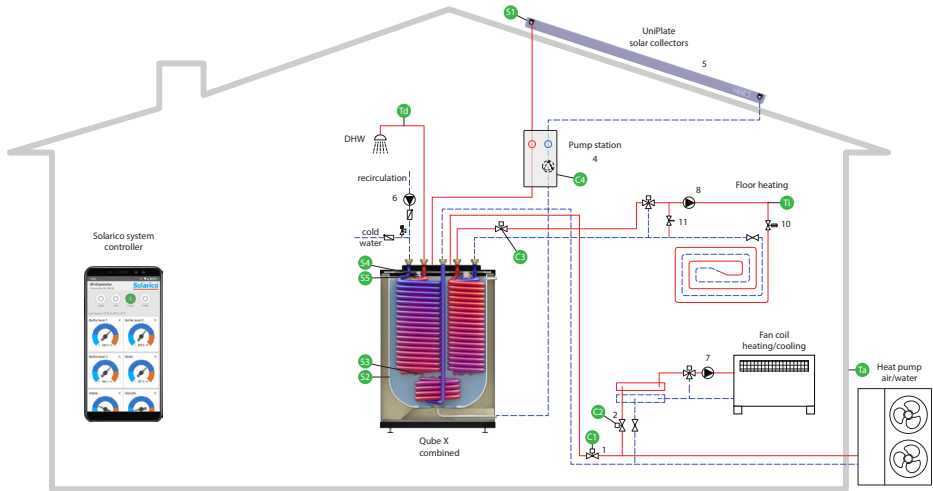 S1
UniPlate
solar collectors
5
Td
DHW
Pump station
4
C4
recirculation
6
8
Floor heating
Ti
11
10
cold
water
C3
Solarico system
controller
S4
S5
Solarico
S3
S2
Fan coil
heating/cooling
7
Ta
Heat pump
air/water
C2
2
C1
1
Qube X
combined